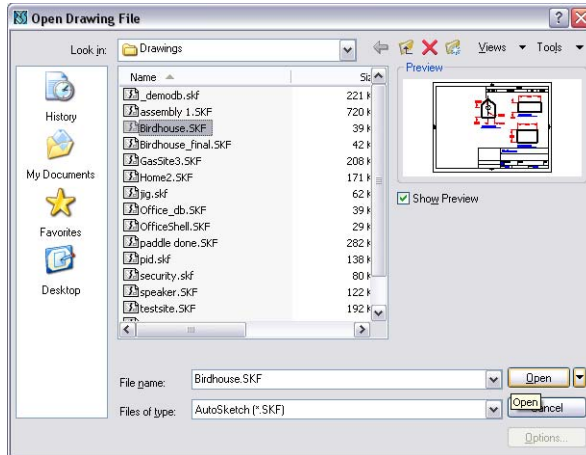 Open Drawing File
Look in: Drawings Views Tools
Name Siz
_demodb.skf 221 K
assembly 1.SKF 720 K
Birdhouse.SKF 39 K
Birdhouse_final.SKF 42 K
GasSite3.SKF 208 K
Home2.SKF 171 K
jig.skf 62 K
Office_db.SKF 39 K
OfficeShell.SKF 29 K
paddle done.SKF 282 K
pid.skf 138 K
security.skf 80 K
speaker.SKF 122 K
testsite.SKF 192 K
History
My Documents
Favorites
Desktop
Preview
Show Preview
File name: Birdhouse.SKF Open
Files of type: AutoSketch (*.SKF) Cancel
Open
Options...